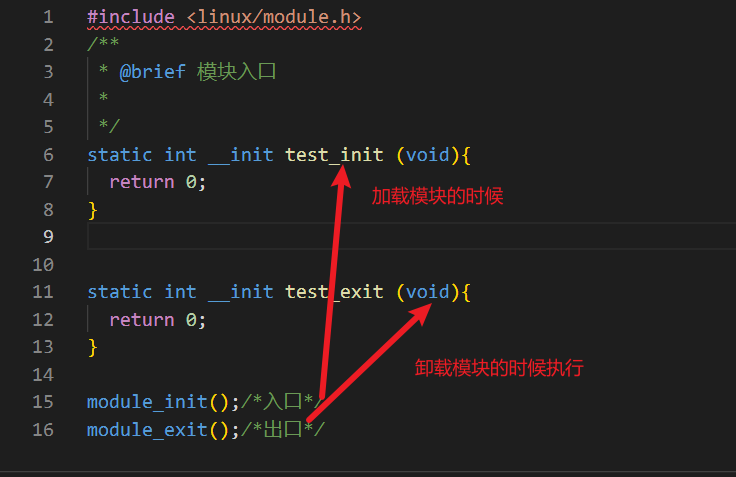 1 #include <linux/module.h>
2 /**
3 * @brief 模块入口
4 *
5 */
6 static int __init test_init (void){
7 return 0;
8 }
加载模块的时候
9
10
11 static int __init test_exit (void){
12 return 0;
13 }
卸载模块的时候执行
14
15 module_init();/*入口*/
16 module_exit();/*出口*/